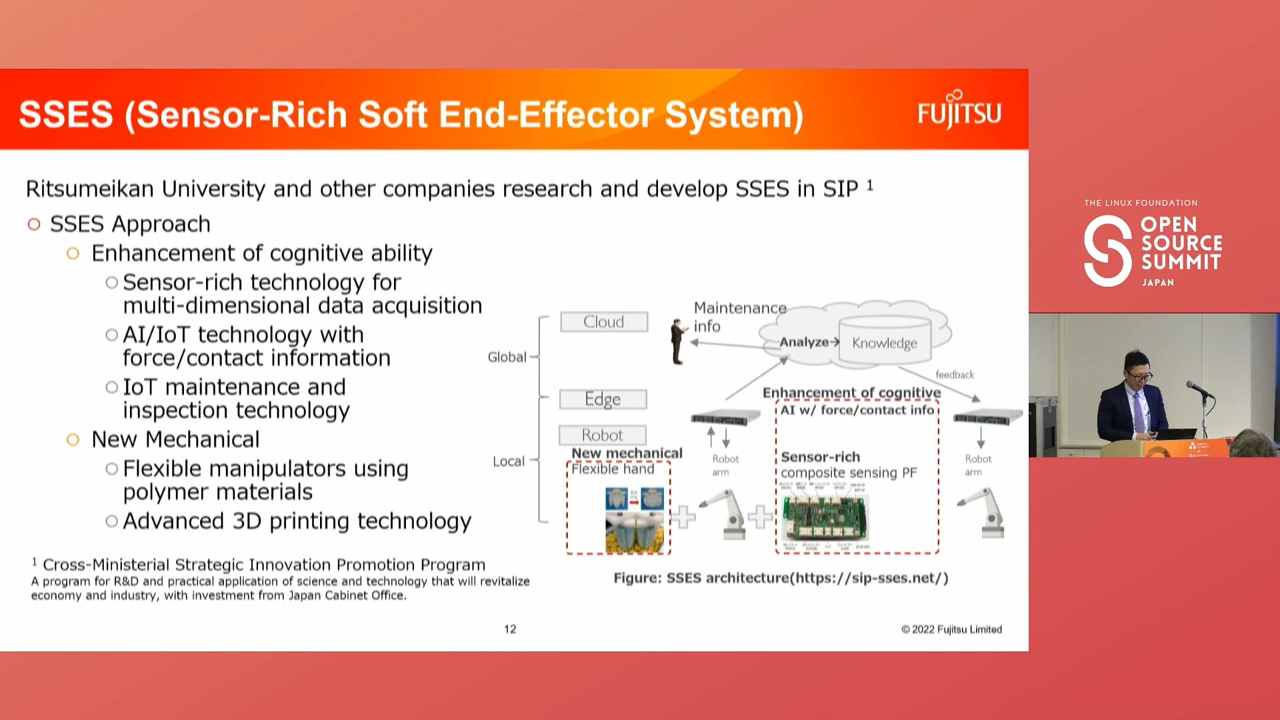 SSES (Sensor-Rich Soft End-Effector System)
FUJITSU
Ritsumeikan University and other companies research and develop SSES in SIP 1
SSES Approach
Enhancement of cognitive ability
Sensor-rich technology for
multi-dimensional data acquisition
AI/IoT technology with
force/contact information
IoT maintenance and
inspection technology
New Mechanical
Flexible manipulators using
polymer materials
Advanced 3D printing technology
1 Cross-Ministerial Strategic Innovation Promotion Program
A program for R&D and practical application of science and technology that will revitalize
economy and industry, with investment from Japan Cabinet Office.
Global
Local
Cloud
Edge
Robot
Maintenance
info
Analyze
Knowledge
feedback
Enhancement of cognitive
AI w/ force/contact info
New mechanical
Flexible hand
Robot
arm
Sensor-rich
composite sensing PF
Robot
arm
Figure: SSES architecture(https://sip-sses.net/)
12
© 2022 Fujitsu Limited
THE LINUX FOUNDATION
OPEN
SOURCE
SUMMIT
JAPAN